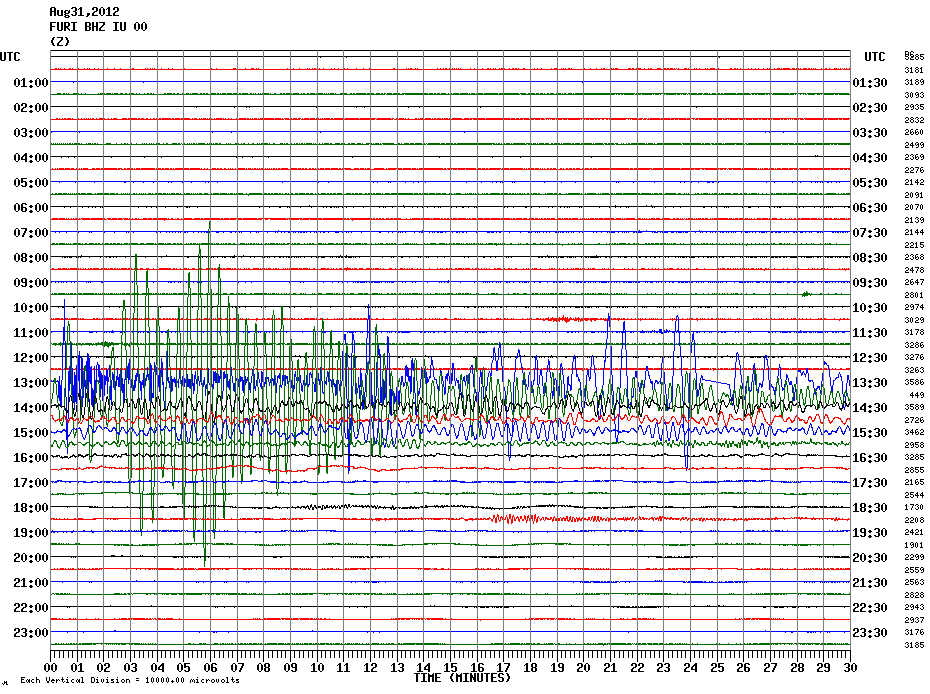 Aug31,2012
FURI BHZ IU 00
(Z)
UTC UTC DC
3285
3181
01:00 01:30 3189
3093
02:00 02:30 2935
2832
03:00 03:30 2660
2499
04:00 04:30 2369
2276
05:00 05:30 2142
2091
06:00 06:30 2070
2139
07:00 07:30 2144
2215
08:00 08:30 2368
2478
09:00 09:30 2647
2801
10:00 10:30 2974
3029
11:00 11:30 3178
3286
12:00 12:30 3276
3263
13:00 13:30 3586
449
14:00 14:30 3589
2726
15:00 15:30 3462
2958
16:00 16:30 3285
2855
17:00 17:30 2165
2544
18:00 18:30 1730
2208
19:00 19:30 2421
1901
20:00 20:30 2299
2559
21:00 21:30 2563
2828
22:00 22:30 2943
2937
23:00 23:30 3176
3185
00 01 02 03 04 05 06 07 08 09 10 11 12 13 14 15 16 17 18 19 20 21 22 23 24 25 26 27 28 29 30
TIME (MINUTES)
Each Vertical Division = 10000+00 microvolts